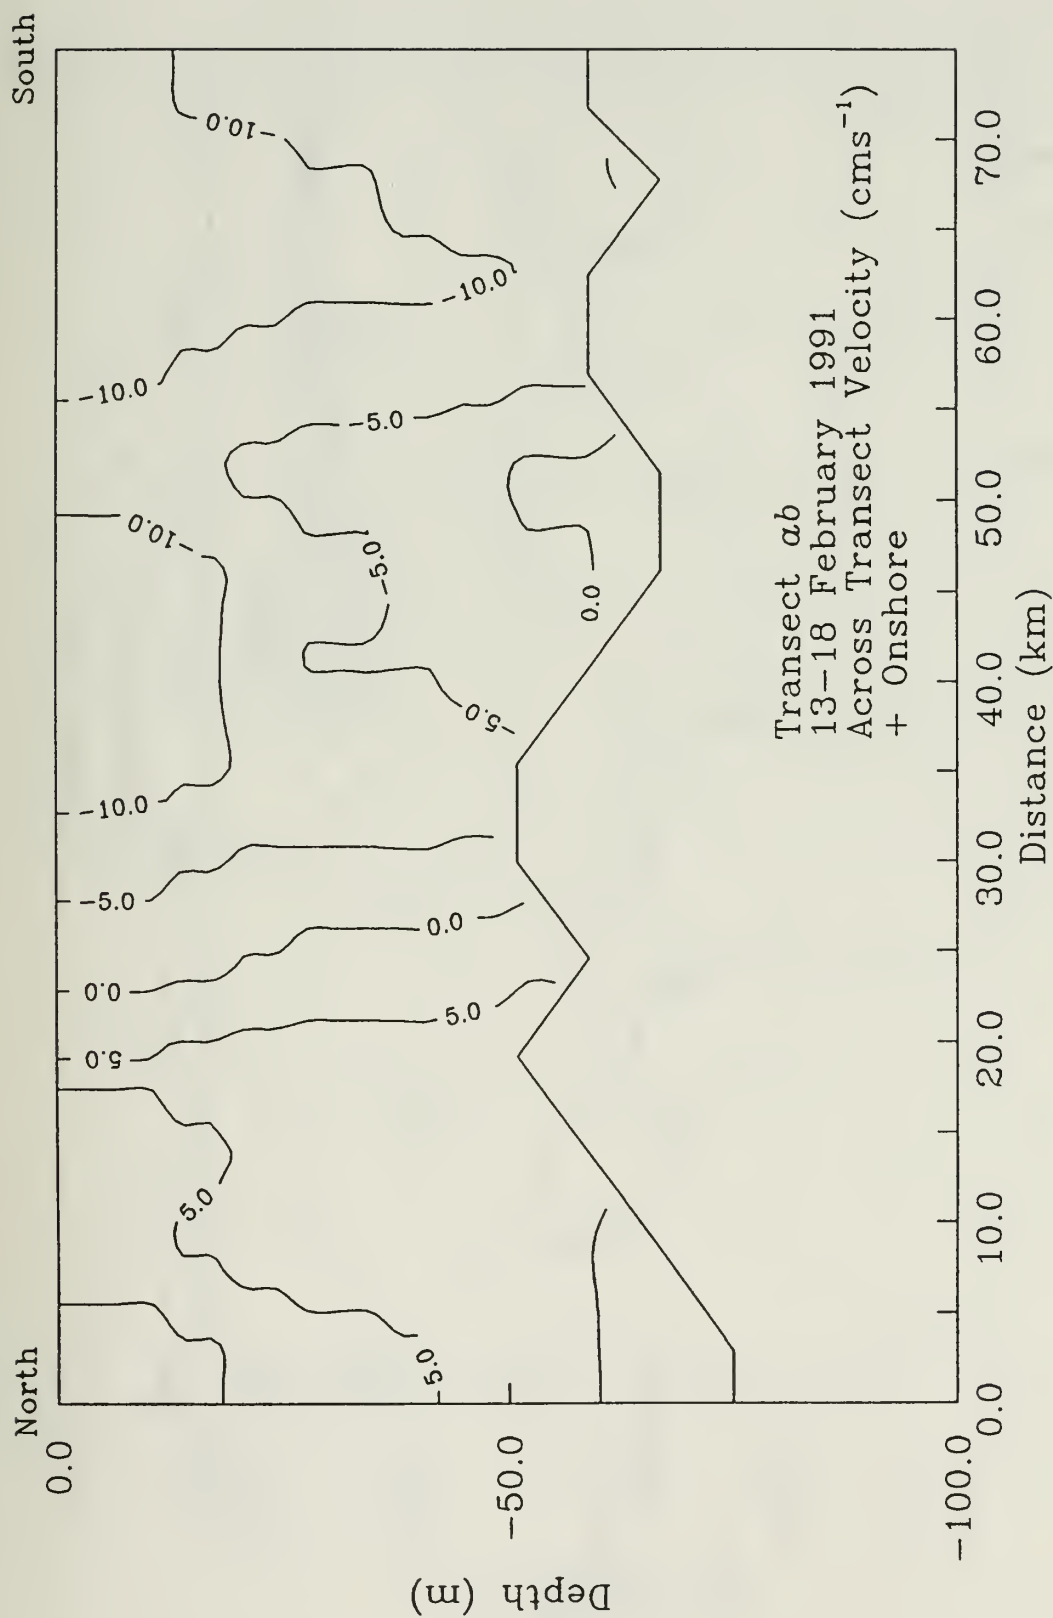 North
South
0.0
-50.0
-100.0
Depth (m)
5.0
5.0
5.0
5.0
0.0
0.0
-5.0
-10.0
-10.0
-5.0
-5.0
-5.0
0.0
-10.0
-10.0
-10.0
Transect ab
13-18 February 1991
Across Transect Velocity (cms⁻¹)
+ Onshore
0.0 10.0 20.0 30.0 40.0 50.0 60.0 70.0
Distance (km)